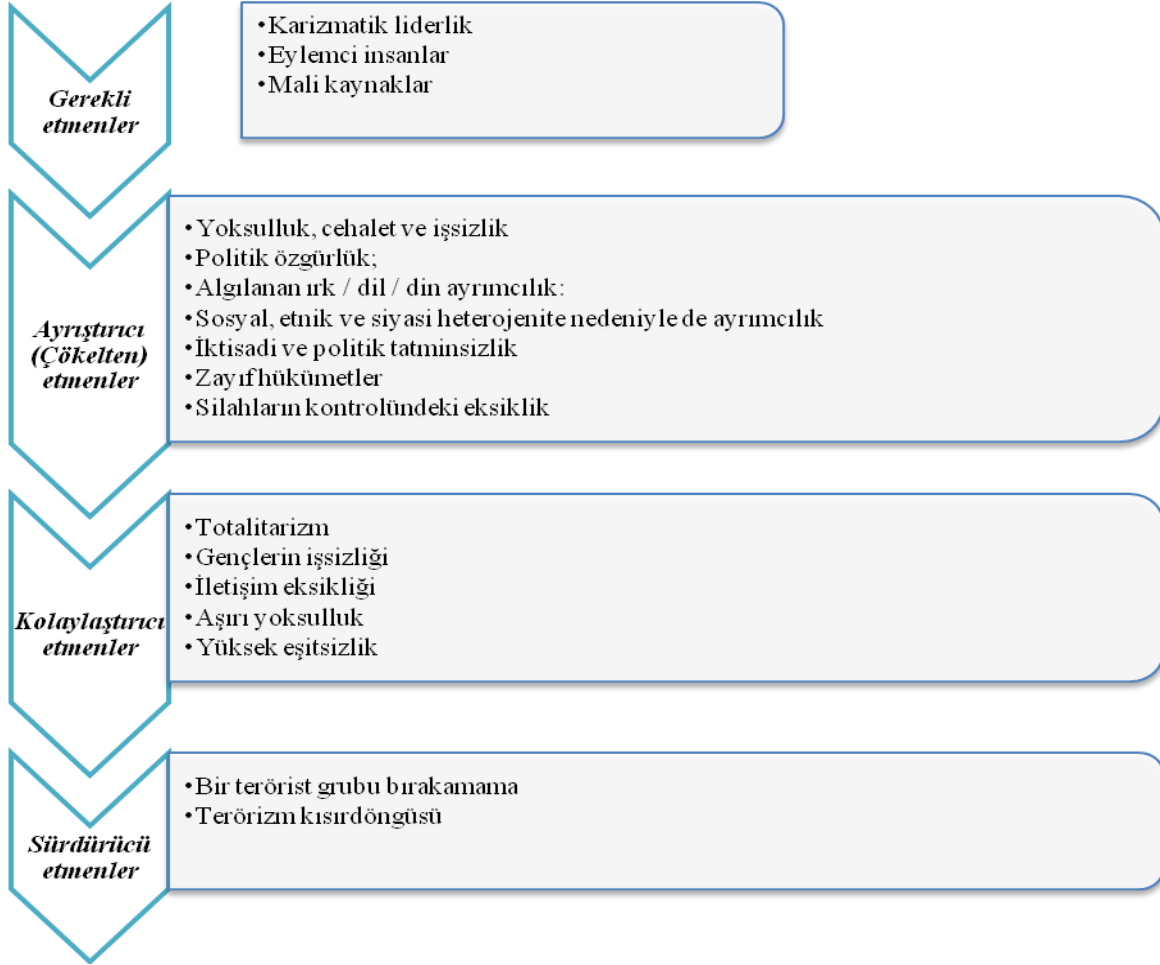 Gerekli
etmenler
•Karizmatik liderlik
•Eylemci insanlar
•Mali kaynaklar
Ayrıştırıcı
(Çökelten)
etmenler
•Yoksulluk, cehalet ve işsizlik
•Politik özgürlük;
•Algılanan ırk / dil / din ayrımcılık:
•Sosyal, etnik ve siyasi heterojenite nedeniyle de ayrımcılık
•İktisadi ve politik tatminsizlik
•Zayıf hükümetler
•Silahların kontrolündeki eksiklik
Kolaylaştırıcı
etmenler
•Totalitarizm
•Gençlerin işsizliği
•İletişim eksikliği
•Aşırı yoksulluk
•Yüksek eşitsizlik
Sürdürücü
etmenler
•Bir terörist grubu bırakamama
•Terörizm kısırdöngüsü